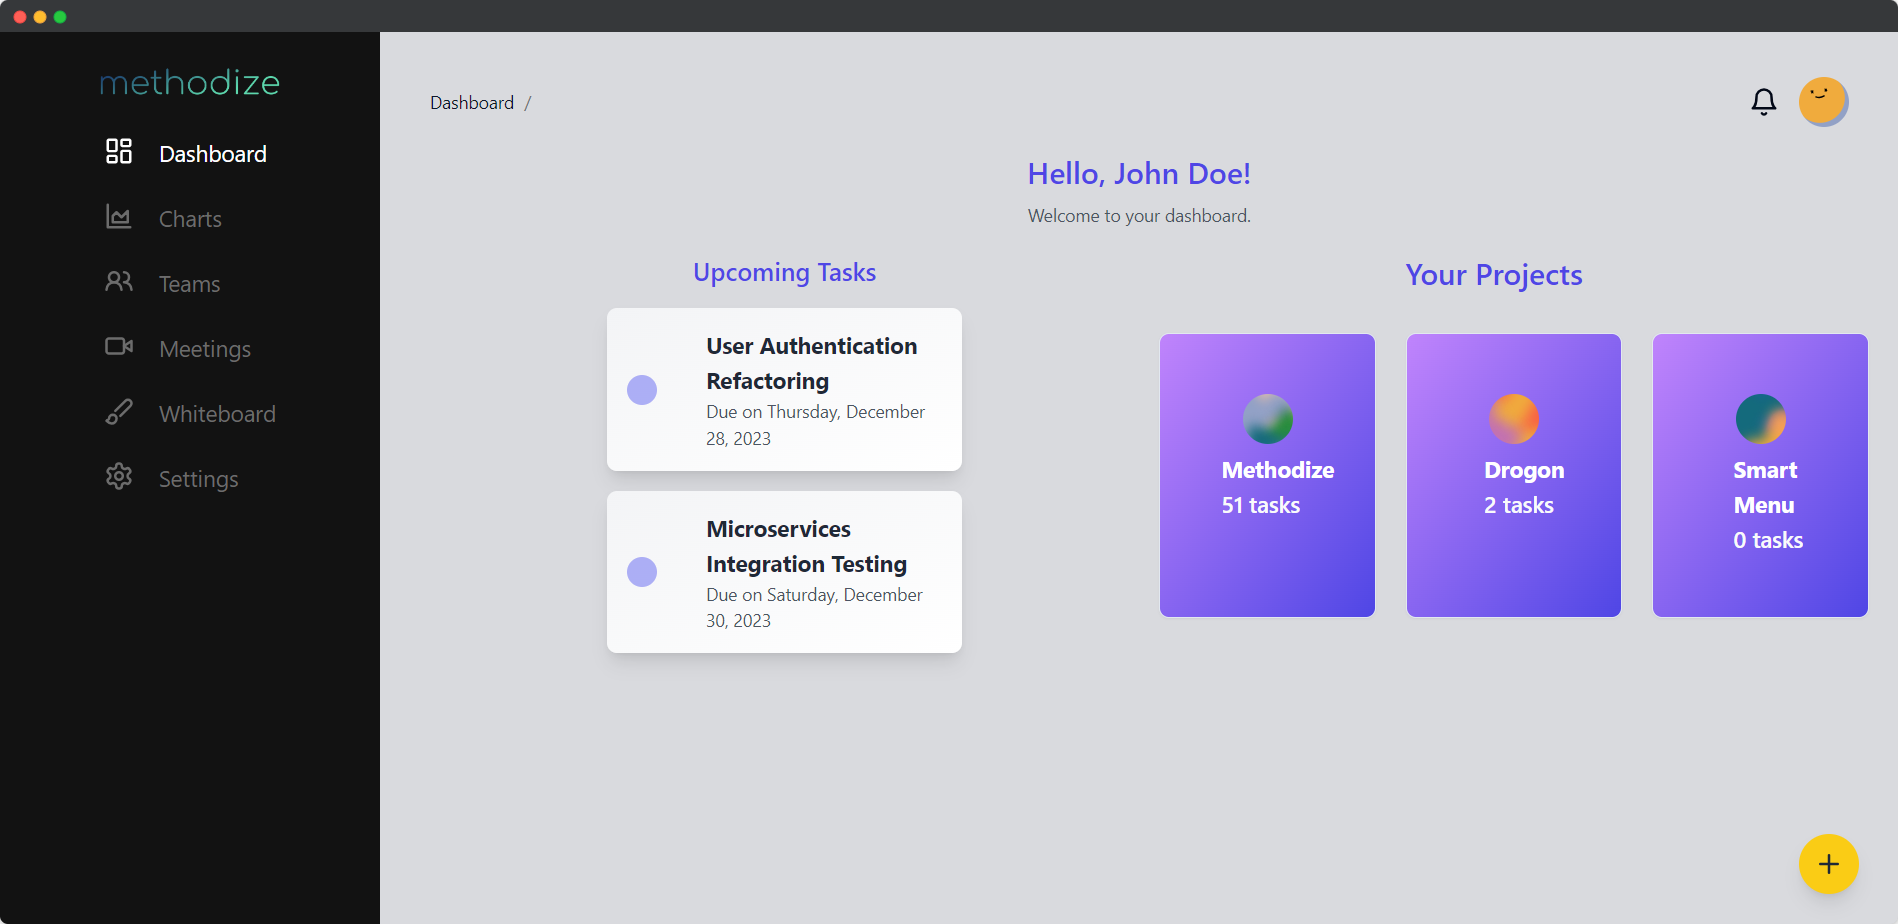 methodize
Dashboard
Charts
Teams
Meetings
Whiteboard
Settings
Dashboard /
Hello, John Doe!
Welcome to your dashboard.
Upcoming Tasks
User Authentication
Refactoring
Due on Thursday, December
28, 2023
Microservices
Integration Testing
Due on Saturday, December
30, 2023
Your Projects
Methodize
51 tasks
Drogon
2 tasks
Smart
Menu
0 tasks